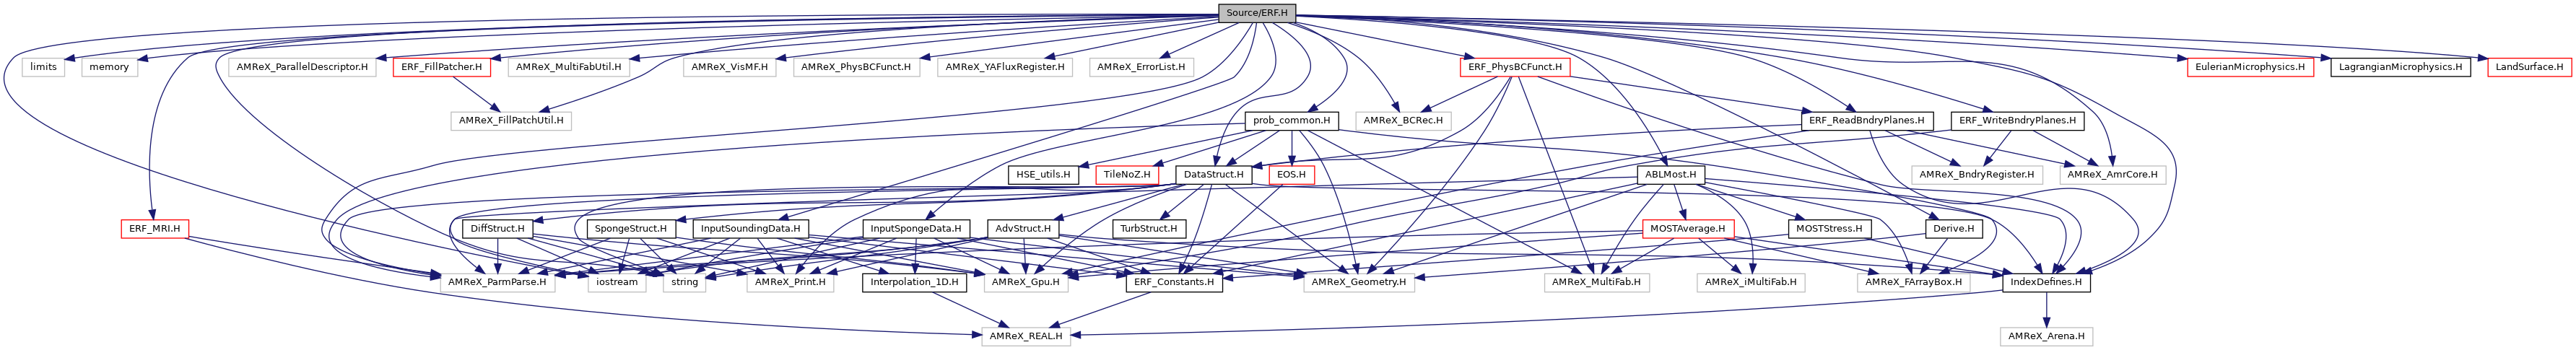 Source/ERF.H
limits
memory
AMReX_ParallelDescriptor.H
ERF_FillPatcher.H
AMReX_MultiFabUtil.H
AMReX_VisMF.H
AMReX_PhysBCFunct.H
AMReX_YAFluxRegister.H
AMReX_ErrorList.H
ERF_PhysBCFunct.H
EulerianMicrophysics.H
LagrangianMicrophysics.H
LandSurface.H
AMReX_FillPatchUtil.H
prob_common.H
AMReX_BCRec.H
ERF_ReadBndryPlanes.H
ERF_WriteBndryPlanes.H
HSE_utils.H
TileNoZ.H
DataStruct.H
EOS.H
ABLMost.H
AMReX_BndryRegister.H
AMReX_AmrCore.H
ERF_MRI.H
DiffStruct.H
SpongeStruct.H
InputSoundingData.H
InputSpongeData.H
AdvStruct.H
TurbStruct.H
MOSTAverage.H
MOSTStress.H
Derive.H
AMReX_ParmParse.H
iostream
string
AMReX_Print.H
Interpolation_1D.H
AMReX_Gpu.H
ERF_Constants.H
AMReX_Geometry.H
AMReX_MultiFab.H
AMReX_iMultiFab.H
AMReX_FArrayBox.H
IndexDefines.H
AMReX_REAL.H
AMReX_Arena.H